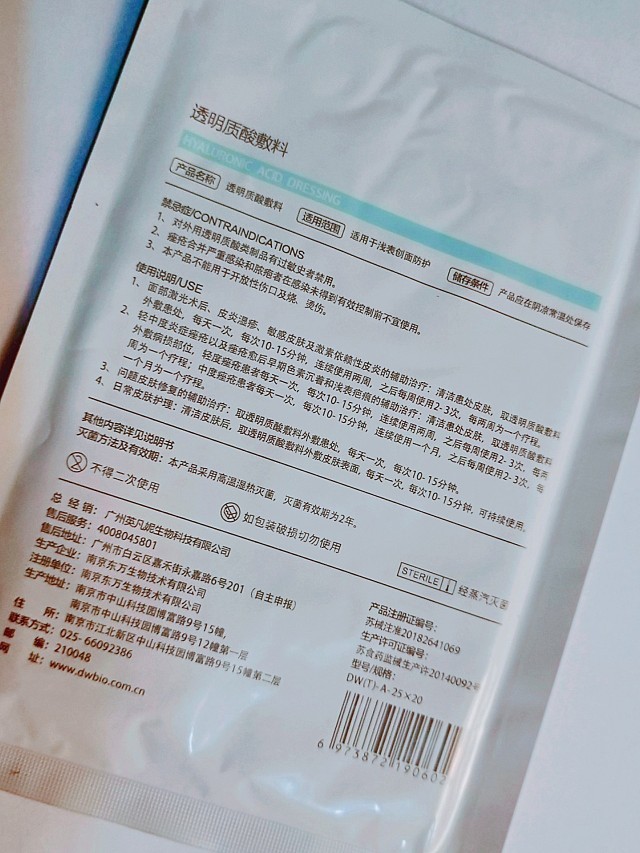 透明质酸敷料
HYALURONIC ACID DRESSING
产品名称 透明质酸敷料 适用范围 适用于浅表创面防护 储存条件 产品应在阴凉常温处保存
禁忌症/CONTRAINDICATIONS
1、对外用透明质酸类制品有过敏史者禁用。
2、痤疮合并严重感染和脓疱者在感染未得到有效控制前不宜使用。
3、本产品不能用于开放性伤口及烧、烫伤。
使用说明/USE
1、面部激光术后、皮炎湿疹、敏感皮肤及激素依赖性皮炎的辅助治疗：清洁患处皮肤，取透明质酸敷料
外敷患处，每天一次，每次10-15分钟，连续使用两周，之后每周使用2-3次，每两周为一个疗程。
2、轻中度炎症痤疮以及痤疮愈后早期色素沉着和浅表疤痕的辅助治疗：清洁患处皮肤，取透明质酸敷料
外敷病损部位，轻度痤疮患者每天一次，每次10-15分钟，连续使用两周，之后每周使用2-3次，每两
周为一个疗程；中度痤疮患者每天一次，每次10-15分钟，连续使用一个月，之后每周使用2-3次，每
一个月为一个疗程。
3、问题皮肤修复的辅助治疗：取透明质酸敷料外敷患处，每天一次，每次10-15分钟。
4、日常皮肤护理：清洁皮肤后，取透明质酸敷料外敷皮肤表面，每天一次，每次10-15分钟，可持续使用。
其他内容详见说明书
灭菌方法及有效期：本产品采用高温湿热灭菌，灭菌有效期为2年。
不得二次使用 如包装破损切勿使用 STERILE 经蒸汽灭菌
总经销：广州英凡妮生物科技有限公司
售后服务：4008045801
售后地址：广州市白云区嘉禾街永嘉路6号201（自主申报）
生产企业：南京东万生物技术有限公司
注册单位：南京东万生物技术有限公司
生产地址：南京市中山科技园博富路9号15幢,
南京市中山科技园博富路9号12幢第一层
住所：南京市江北新区中山科技园博富路9号15幢第二层
联系方式：025-66092386
邮编：210048
网址：www.dwbio.com.cn
产品注册证编号：
苏械注准20182641069
生产许可证编号：
苏食药监械生产许20140092号
型号/规格：
DW(T)-A-25×20
6 973872 190602